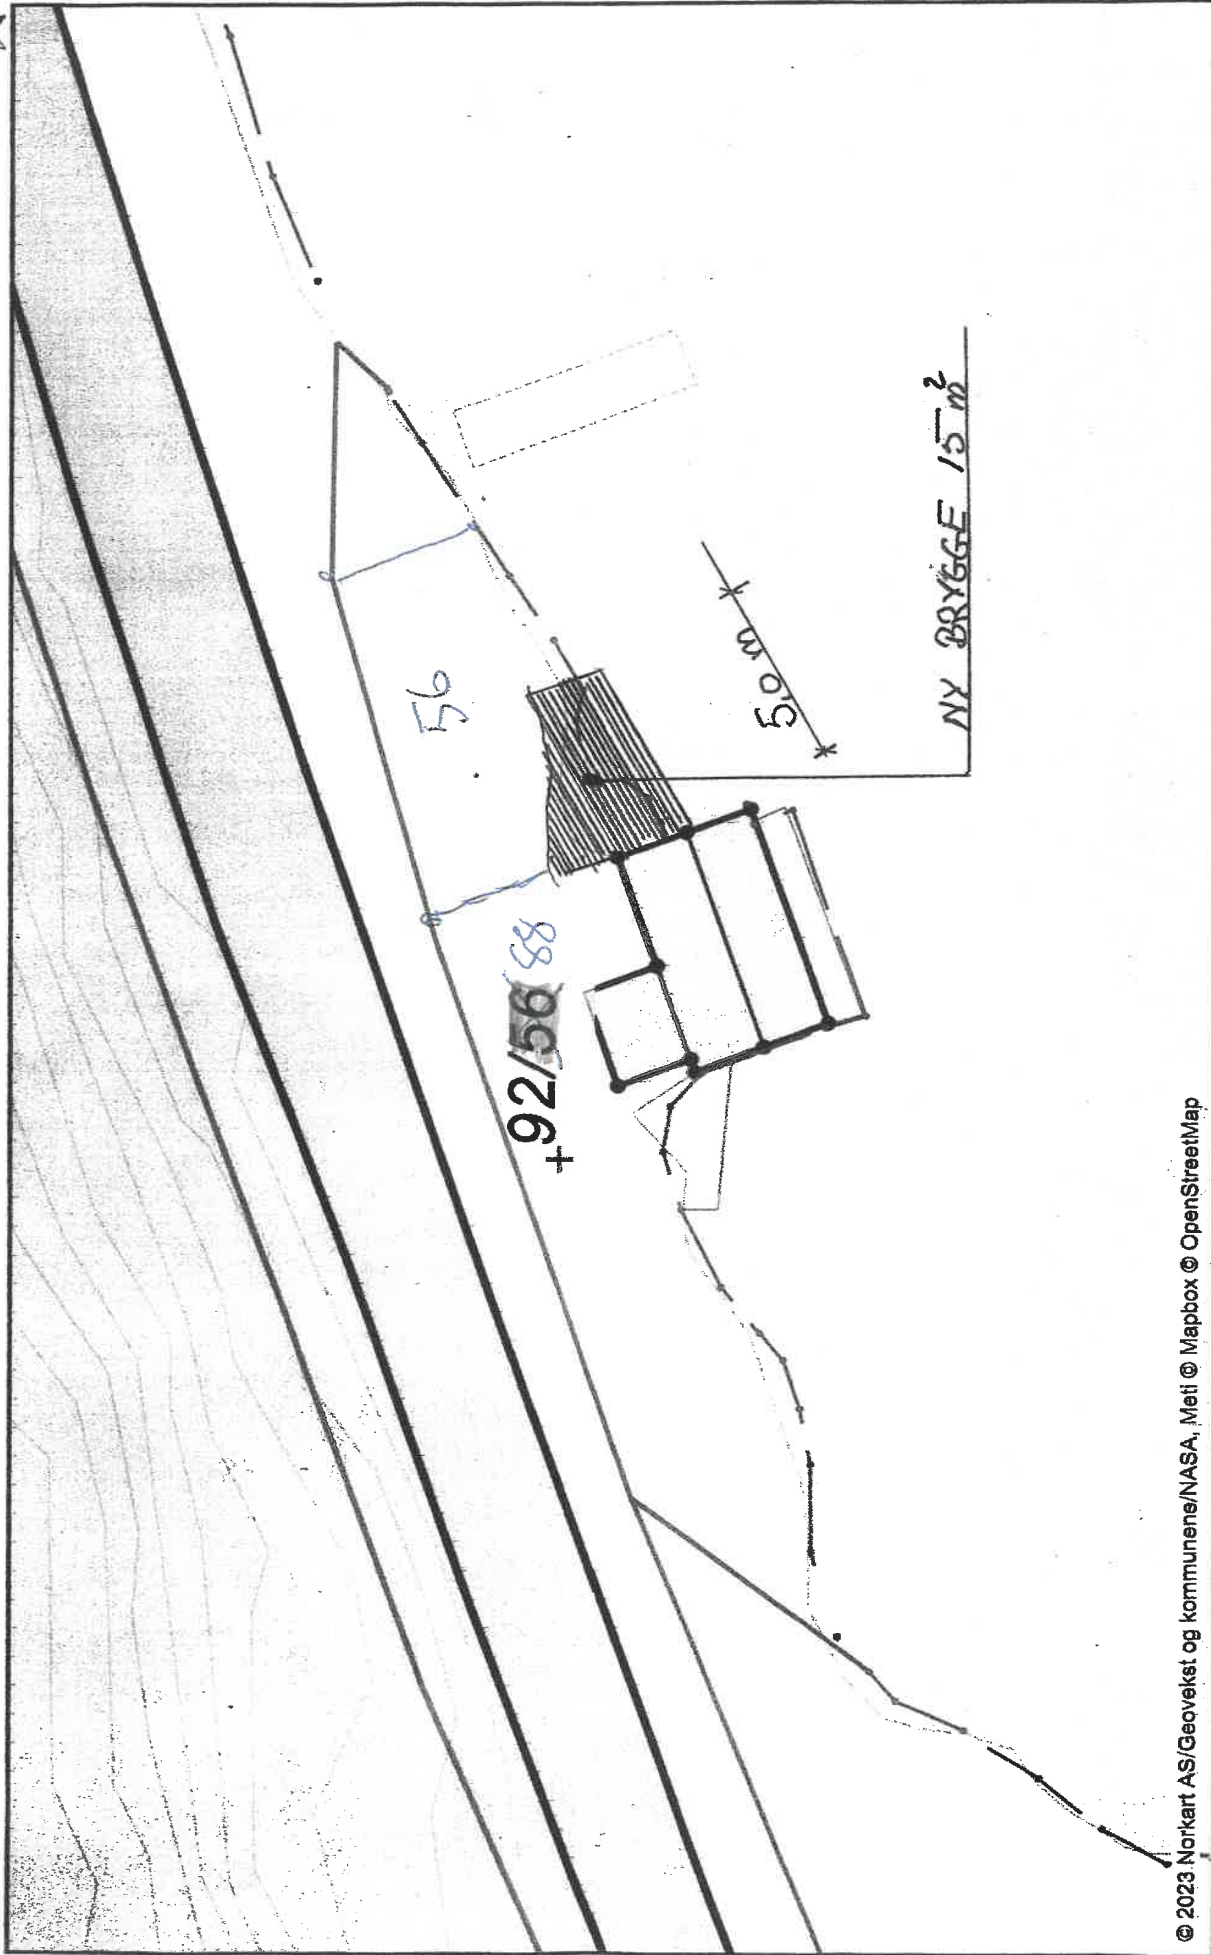 56
+92/56 88
5,0 m
NY BRYGGE 15 m²
© 2023 Norkart AS/Geovekst og kommunene/NASA, Meti © Mapbox © OpenStreetMap